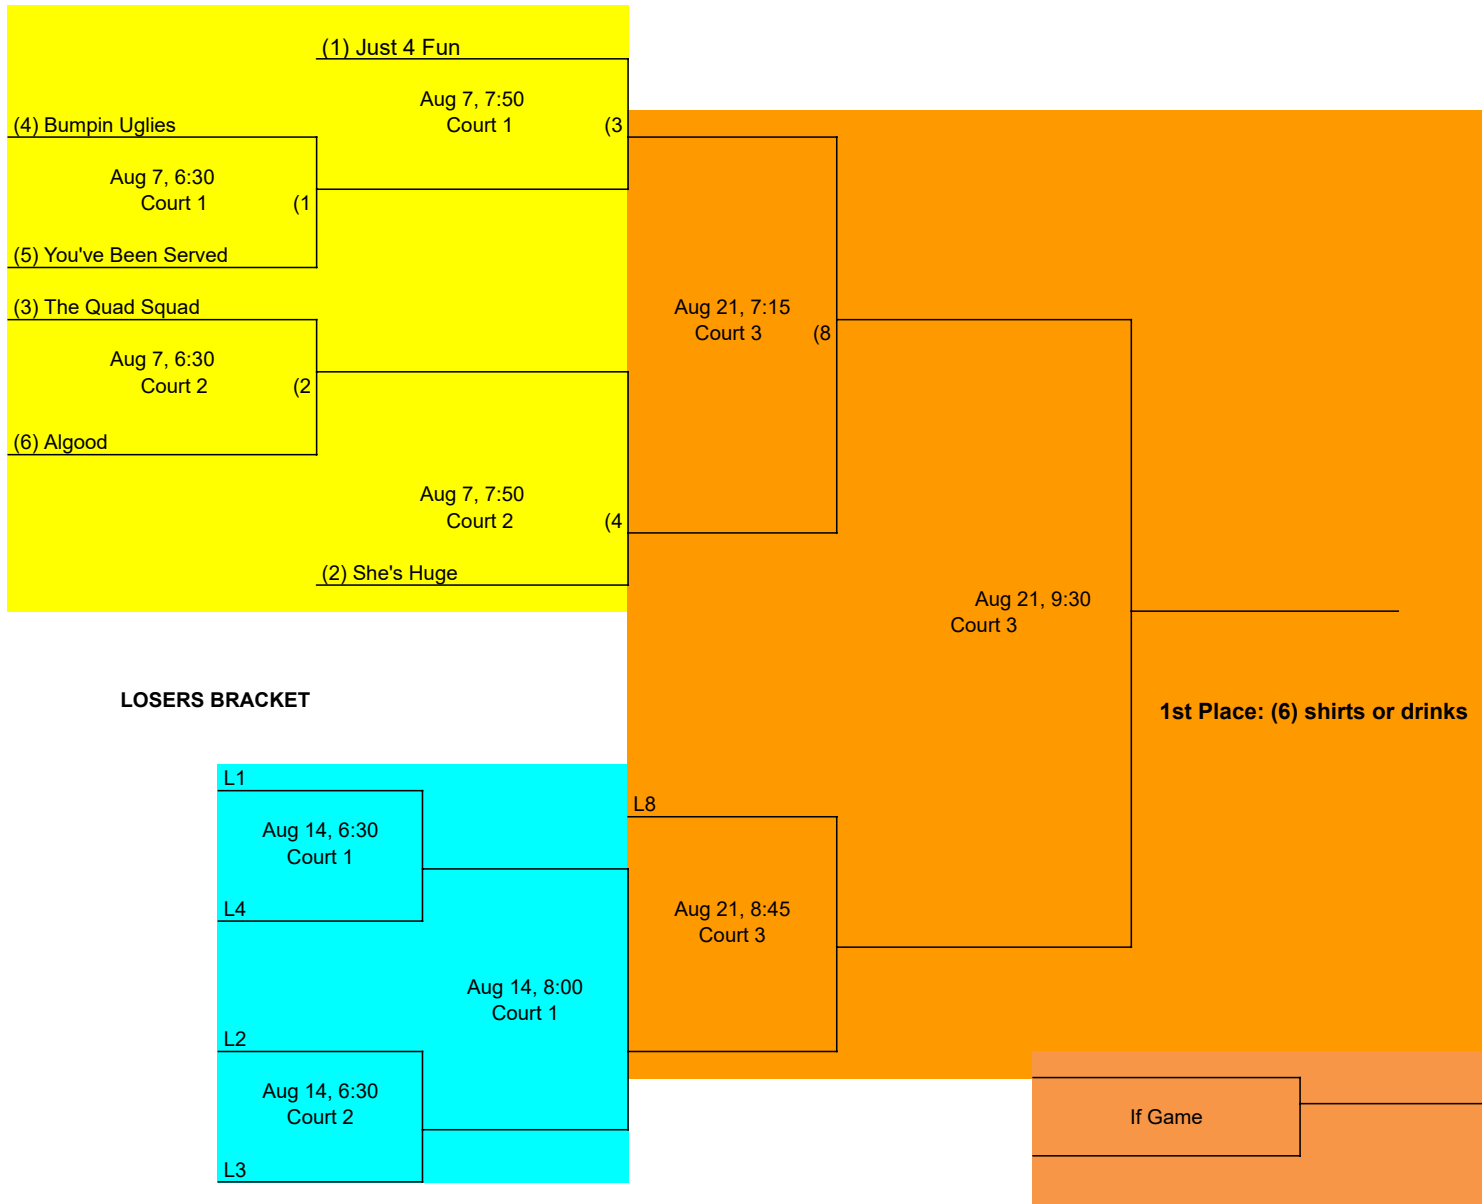 (1) Just 4 Fun
Aug 7, 7:50
Court 1 (3
(4) Bumpin Uglies
Aug 7, 6:30
Court 1 (1
(5) You've Been Served
(3) The Quad Squad
Aug 7, 6:30
Court 2 (2
(6) Algood
Aug 21, 7:15
Court 3 (8
Aug 7, 7:50
Court 2 (4
(2) She's Huge
Aug 21, 9:30
Court 3
LOSERS BRACKET
1st Place: (6) shirts or drinks
L1
Aug 14, 6:30
Court 1
L4
L8
Aug 21, 8:45
Court 3
Aug 14, 8:00
Court 1
L2
Aug 14, 6:30
Court 2
L3
If Game